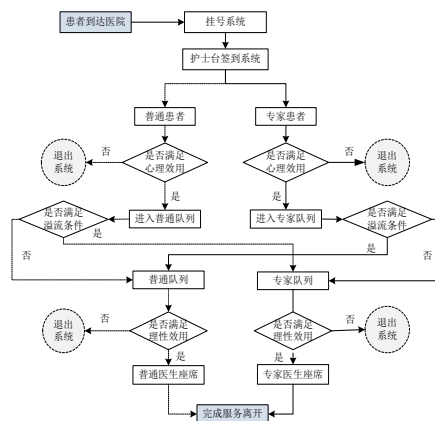 患者到达医院
挂号系统
护士台签到系统
普通患者
专家患者
退出
系统
否
是否满足
心理效用
是否满足
心理效用
否
退出
系统
是
是
是否满足
溢流条件
进入普通队列
进入专家队列
是否满足
溢流条件
否
是
是
否
普通队列
专家队列
退出
系统
否
是否满足
理性效用
是否满足
理性效用
否
退出
系统
是
是
普通医生座席
专家医生座席
完成服务离开